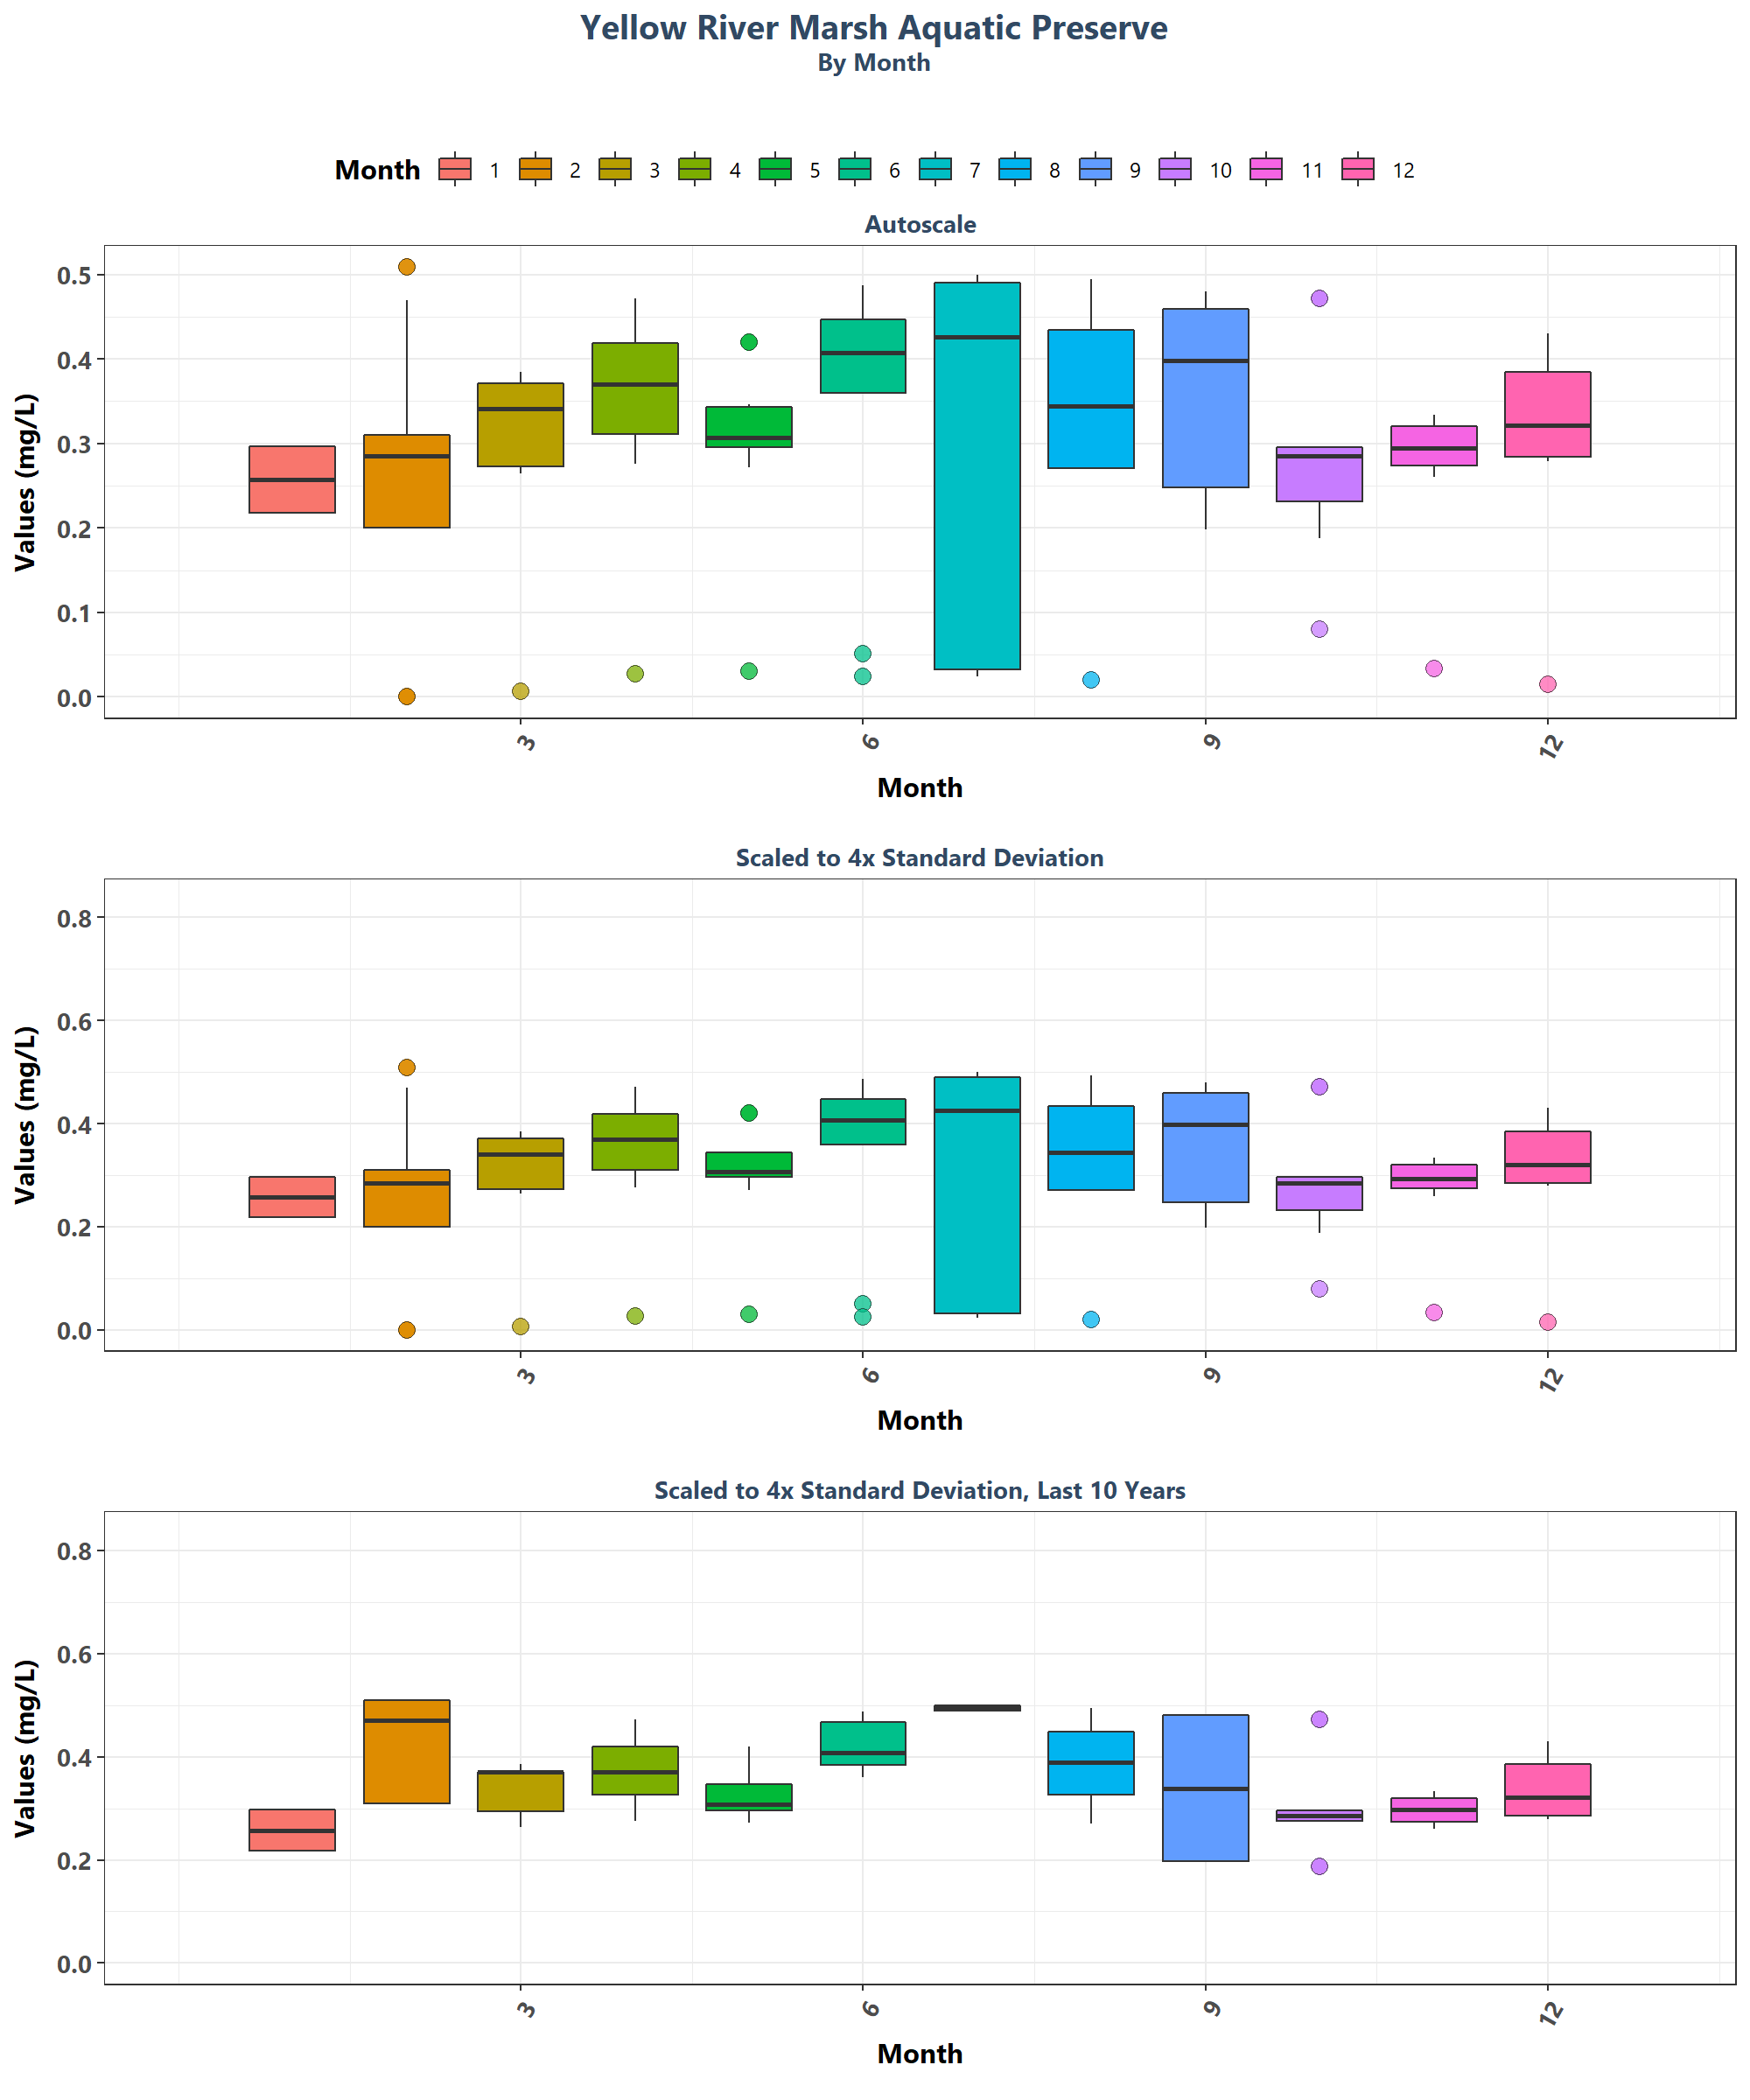 Yellow River Marsh Aquatic Preserve
By Month
Month 1 2 3 4 5 6 7 8 9 10 11 12
Autoscale
Values (mg/L)
0.5
0.4
0.3
0.2
0.1
0.0
3 6 9 12
Month
Scaled to 4x Standard Deviation
Values (mg/L)
0.8
0.6
0.4
0.2
0.0
3 6 9 12
Month
Scaled to 4x Standard Deviation, Last 10 Years
Values (mg/L)
0.8
0.6
0.4
0.2
0.0
3 6 9 12
Month